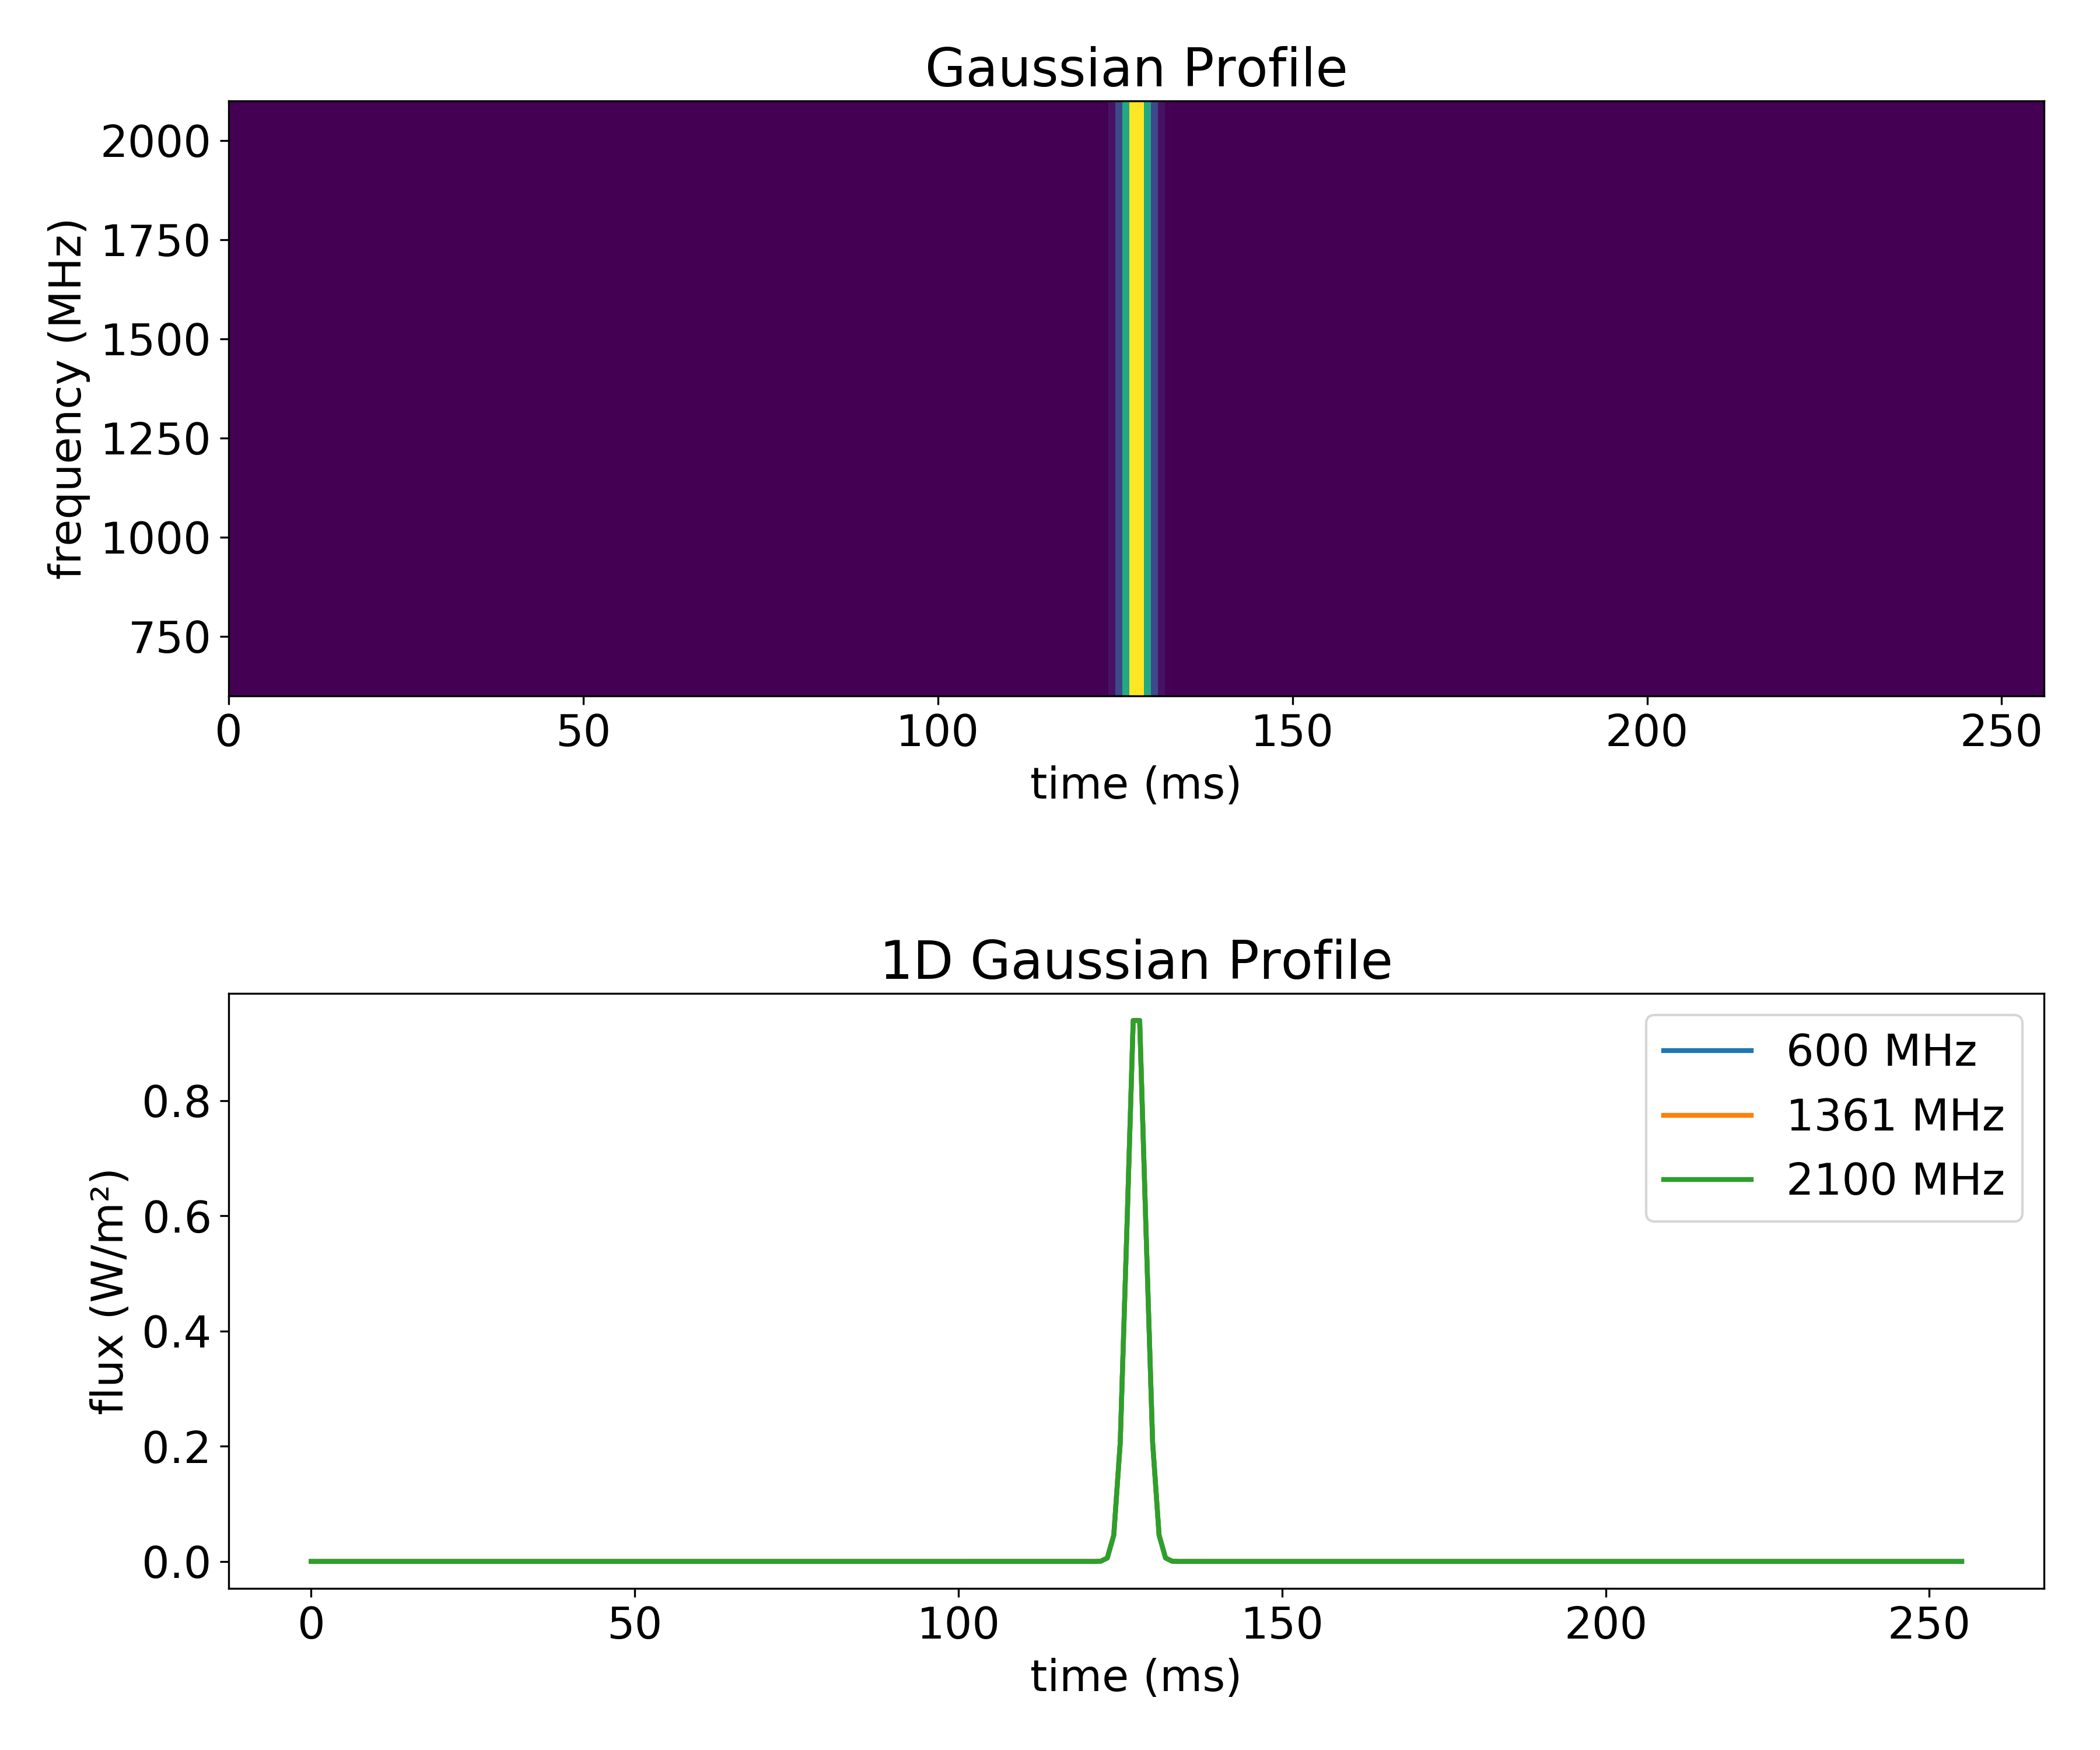 Gaussian Profile
2000
1750
1500
1250
1000
750
frequency (MHz)
0 50 100 150 200 250
time (ms)
1D Gaussian Profile
600 MHz
1361 MHz
2100 MHz
0.8
0.6
0.4
0.2
0.0
flux (W/m²)
0 50 100 150 200 250
time (ms)